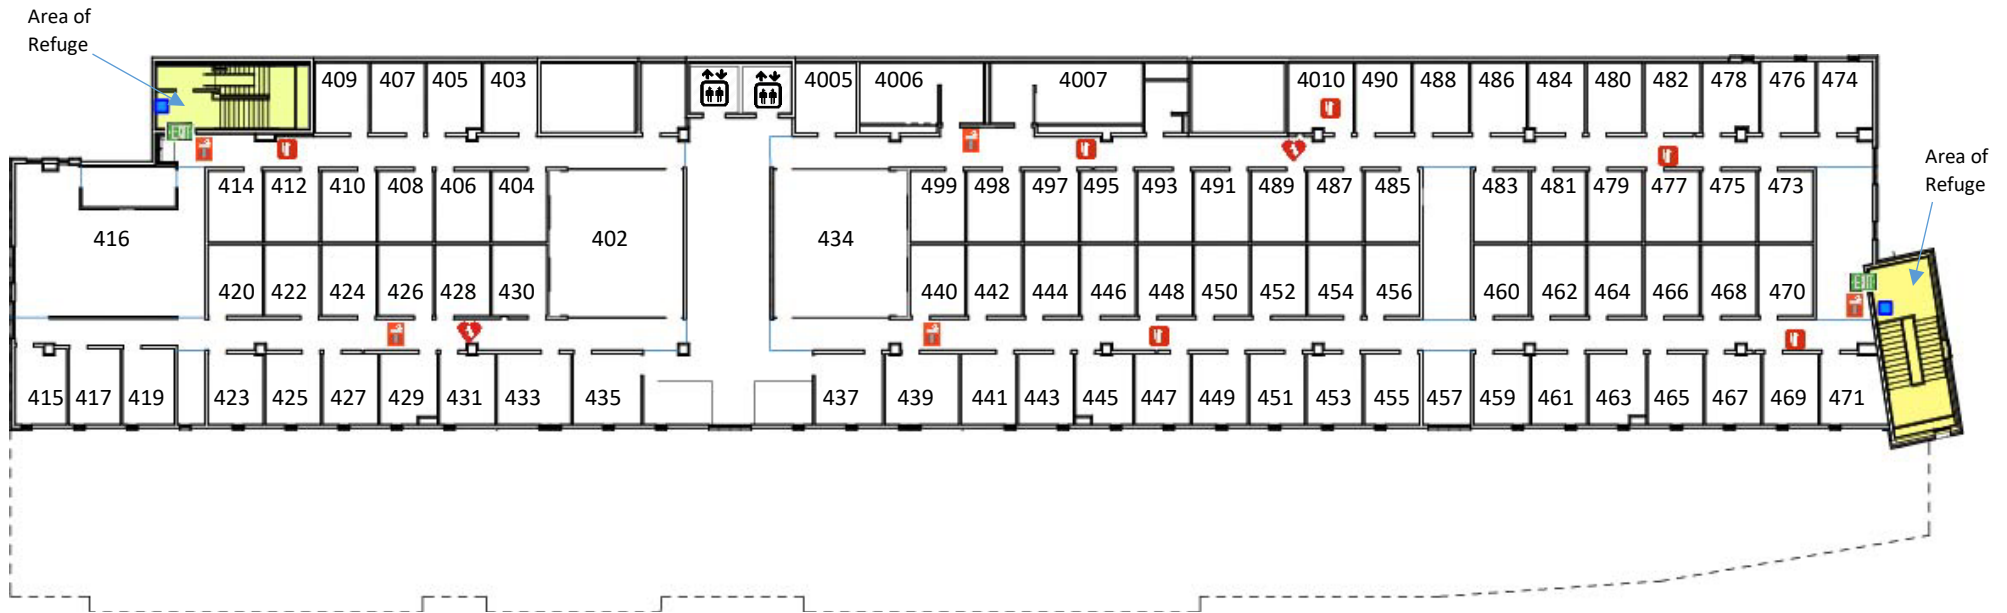 Area of
Refuge
409 407 405 403 4005 4006 4007 4010 490 488 486 484 480 482 478 476 474
EXIT
Area of
Refuge
414 412 410 408 406 404 499 498 497 495 493 491 489 487 485 483 481 479 477 475 473
416 402 434
EXIT
420 422 424 426 428 430 440 442 444 446 448 450 452 454 456 460 462 464 466 468 470
415 417 419 423 425 427 429 431 433 435 437 439 441 443 445 447 449 451 453 455 457 459 461 463 465 467 469 471